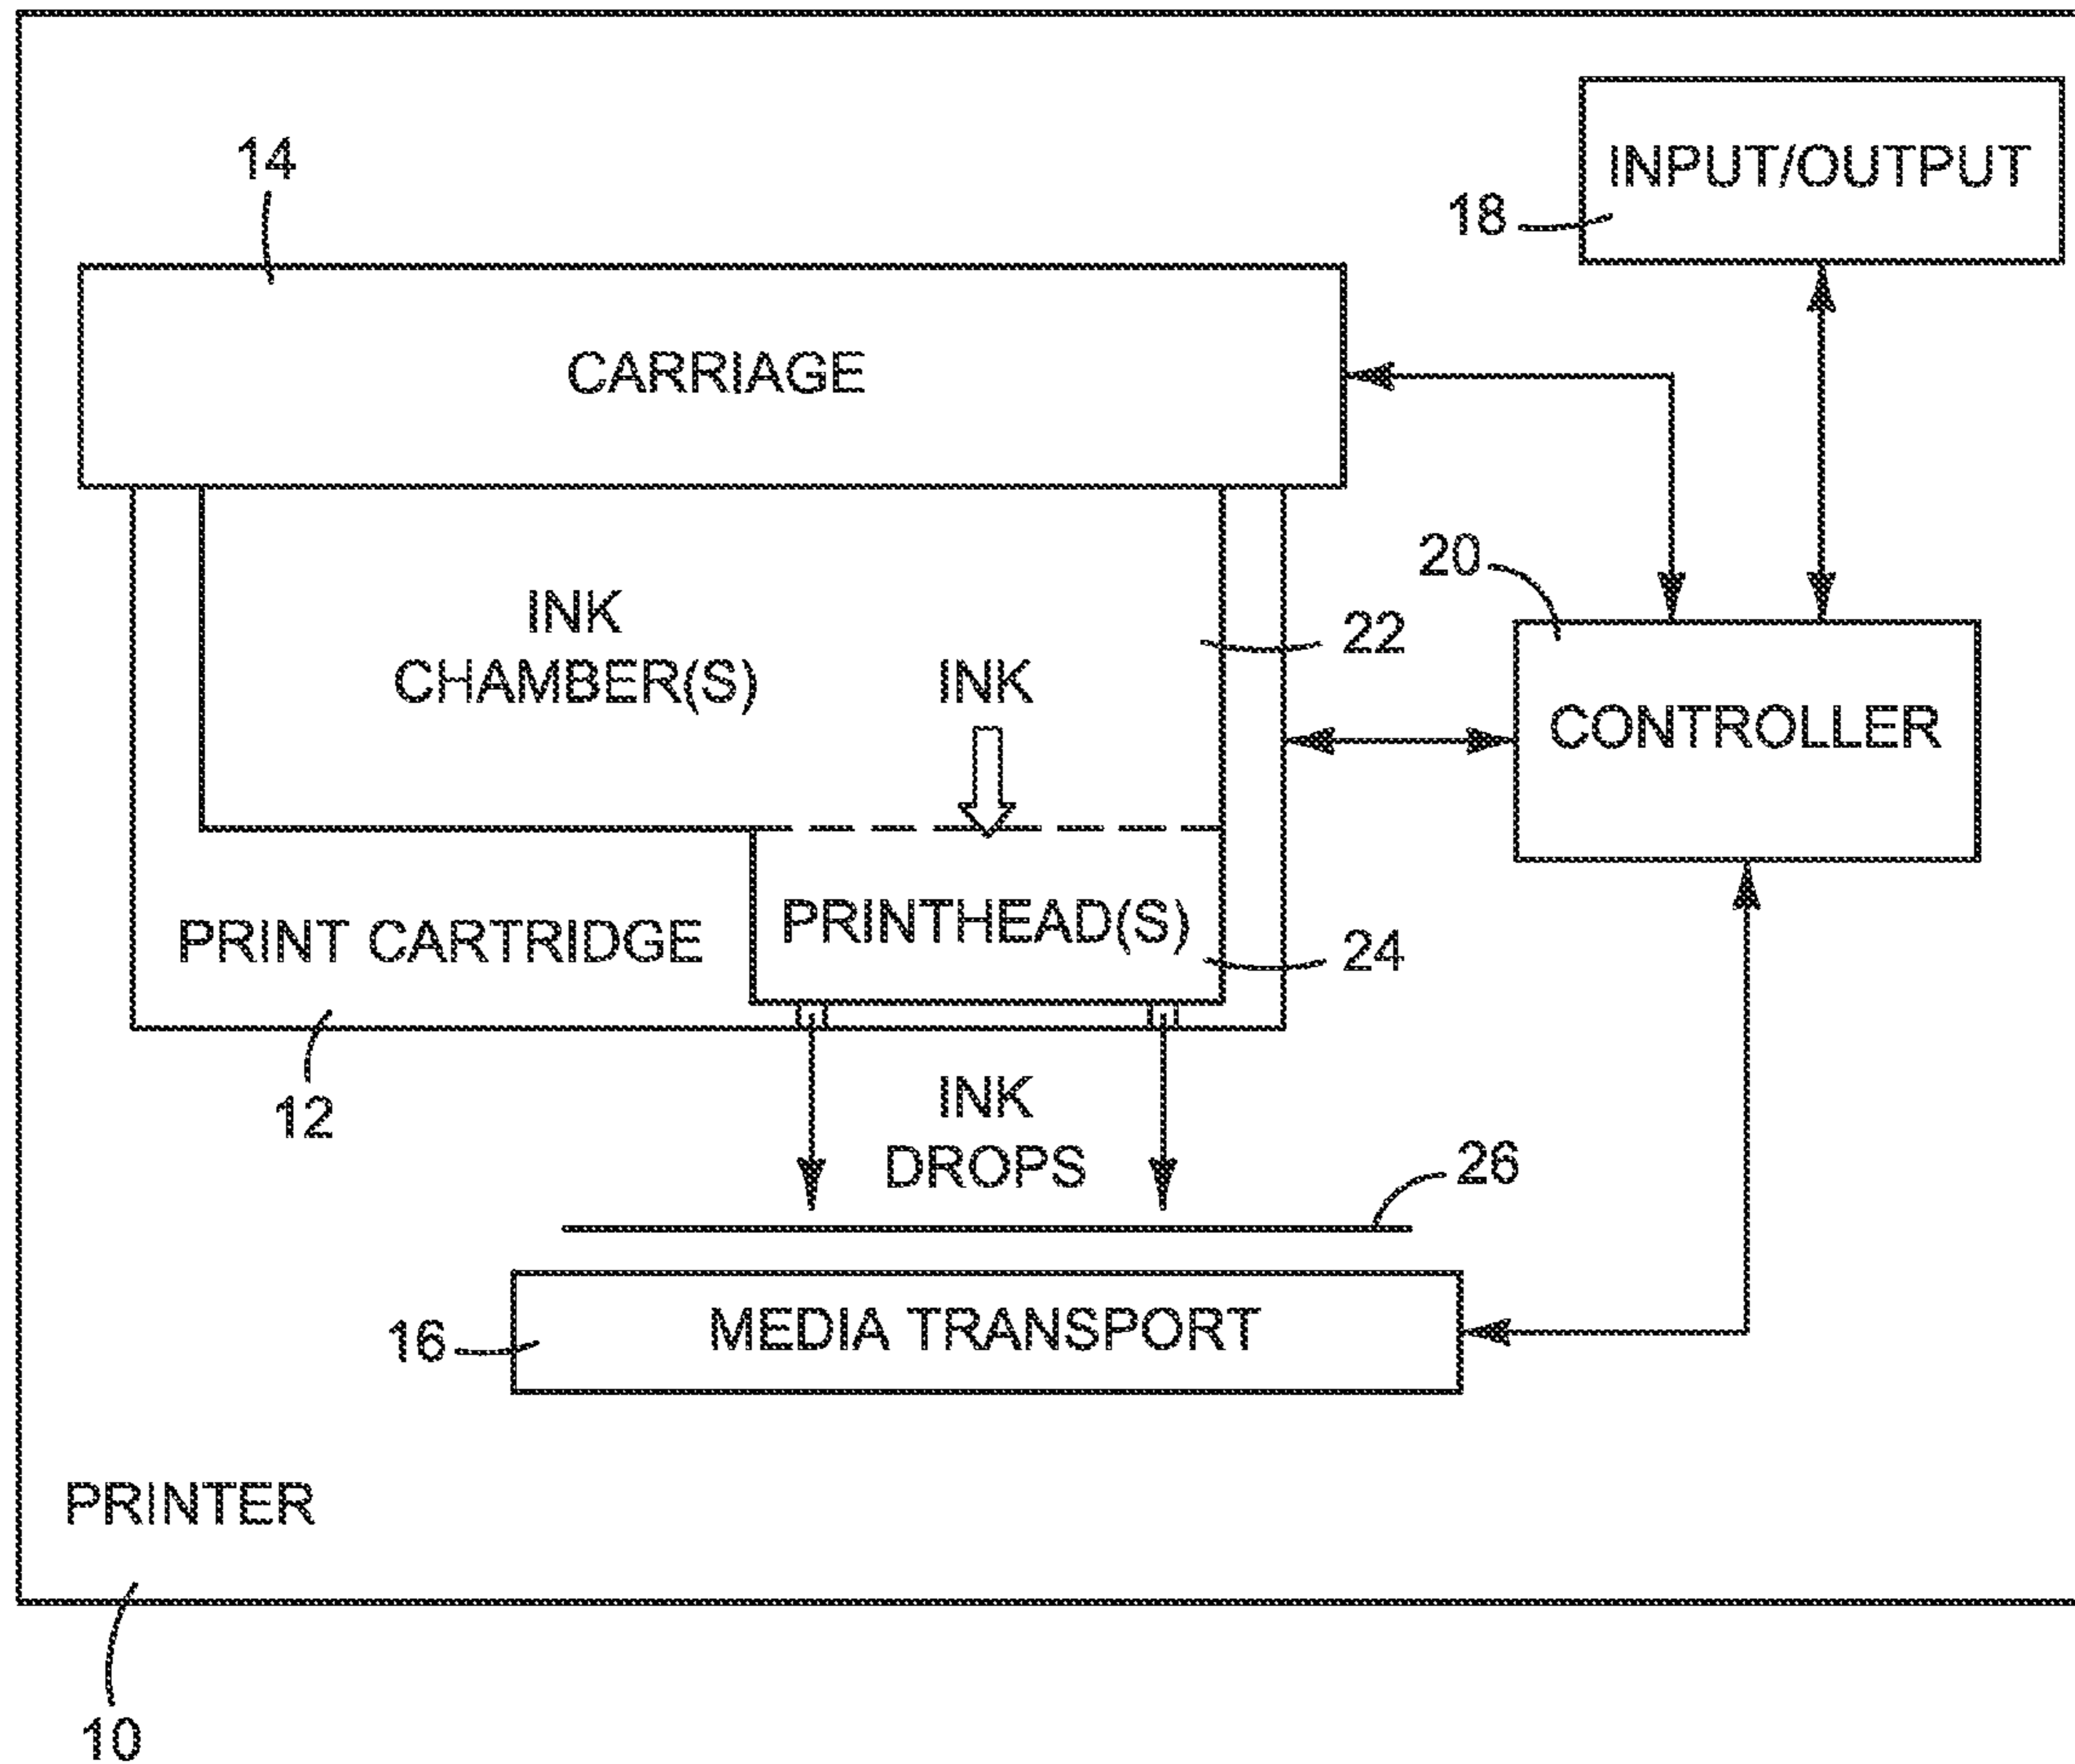 14
INPUT/OUTPUT
18
CARRIAGE
20
INK
CHAMBER(S)
INK
22
CONTROLLER
PRINTHEAD(S)
PRINT CARTRIDGE
24
12
INK
DROPS
26
16
MEDIA TRANSPORT
PRINTER
10